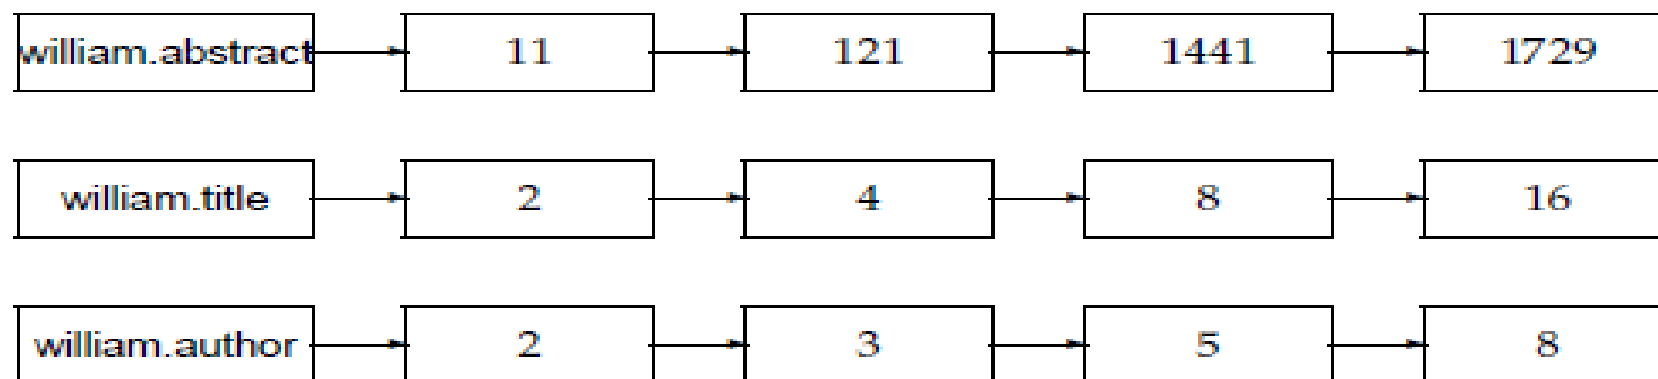 william.abstract 11 121 1441 1729
william.title 2 4 8 16
william.author 2 3 5 8